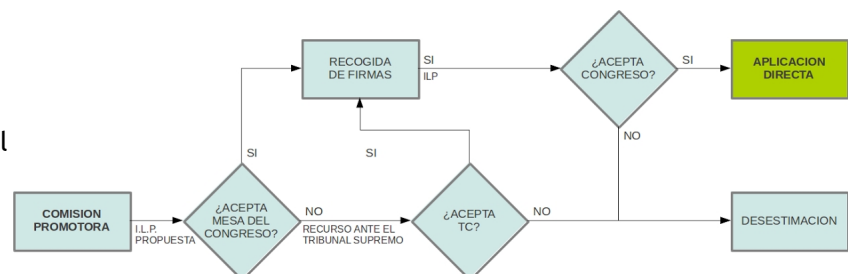 RECOGIDA
DE FIRMAS
SI
ILP
¿ACEPTA
CONGRESO?
SI
APLICACION
DIRECTA
l
SI
SI
NO
COMISION
PROMOTORA
I.L.P.
PROPUESTA
¿ACEPTA
MESA DEL
CONGRESO?
NO
RECURSO ANTE EL
TRIBUNAL SUPREMO
¿ACEPTA
TC?
NO
DESESTIMACION